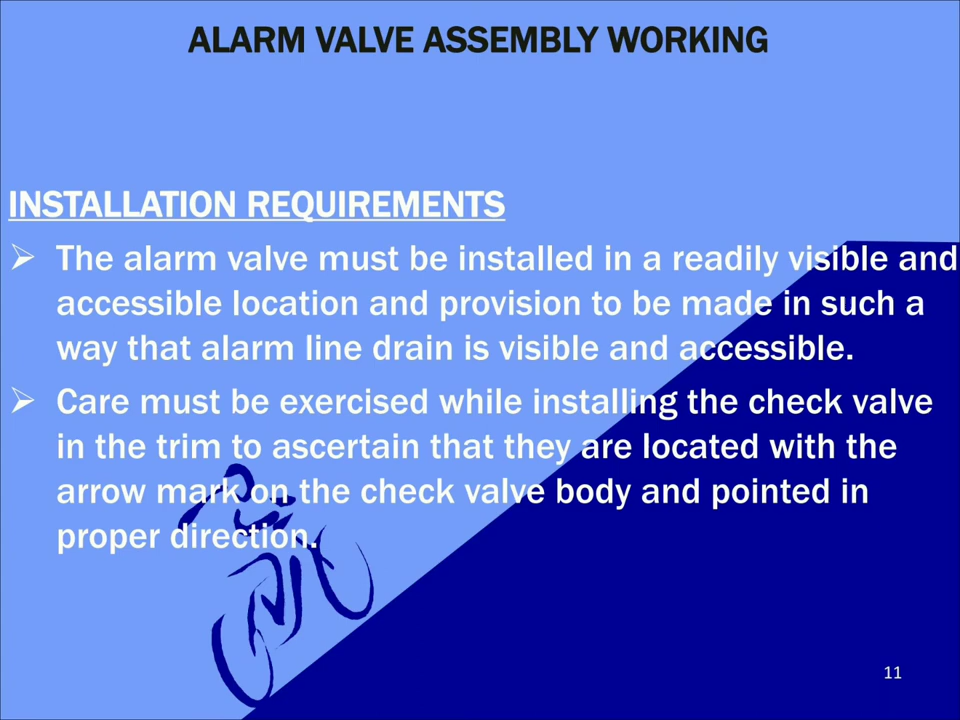 ALARM VALVE ASSEMBLY WORKING
INSTALLATION REQUIREMENTS
➢ The alarm valve must be installed in a readily visible and
accessible location and provision to be made in such a
way that alarm line drain is visible and accessible.
➢ Care must be exercised while installing the check valve
in the trim to ascertain that they are located with the
arrow mark on the check valve body and pointed in
proper direction.
11